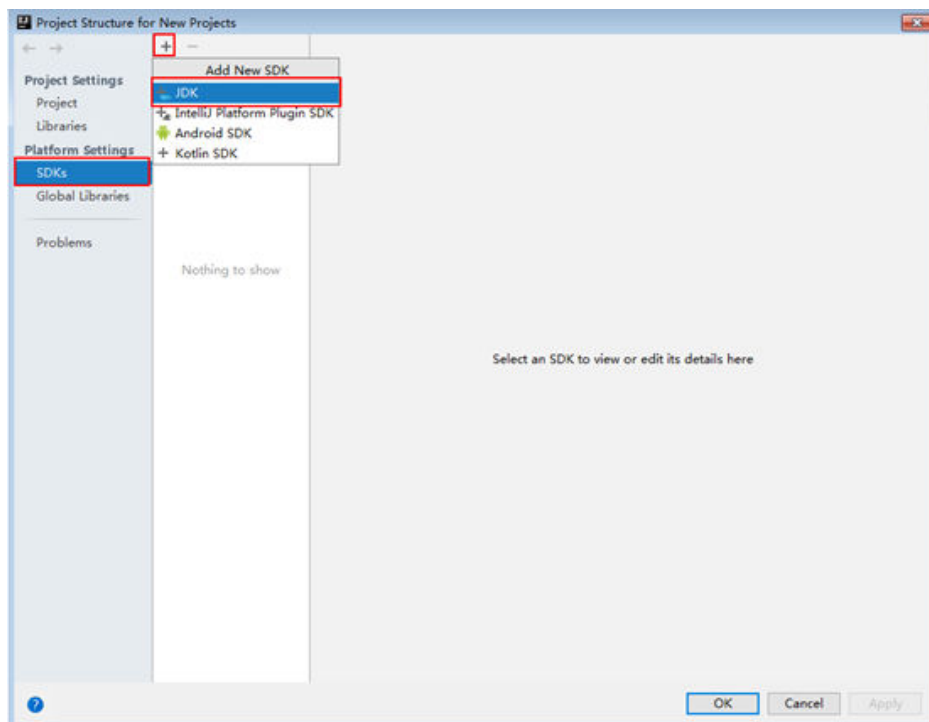 Project Structure for New Projects
Add New SDK
JDK
IntelliJ Platform Plugin SDK
Android SDK
Kotlin SDK
Project Settings
Project
Libraries
Platform Settings
SDKs
Global Libraries
Problems
Nothing to show
Select an SDK to view or edit its details here
?
OK
Cancel
Apply